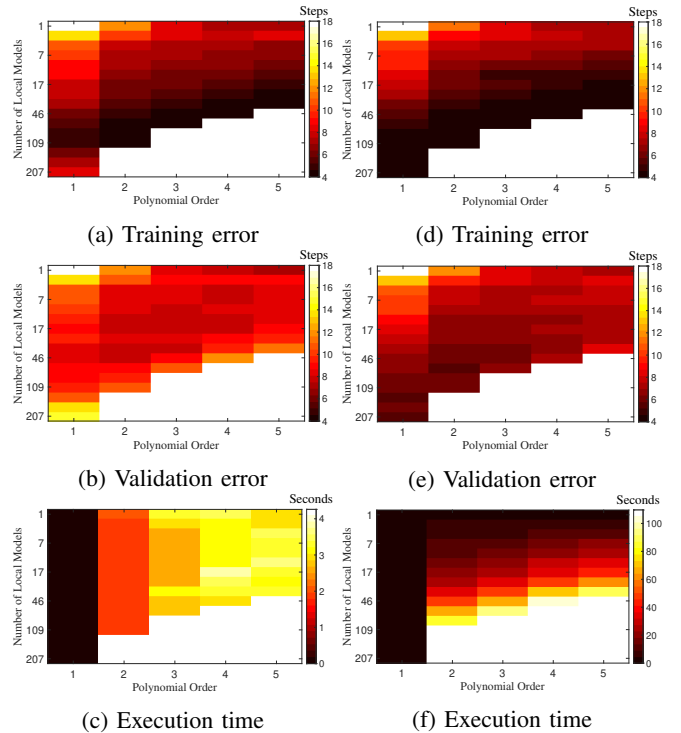 Steps
Number of Local Models
1
7
17
46
109
207
1 2 3 4 5
Polynomial Order
18
16
14
12
10
8
6
4
(a) Training error
Steps
Number of Local Models
1
7
17
46
109
207
1 2 3 4 5
Polynomial Order
18
16
14
12
10
8
6
4
(d) Training error
Steps
Number of Local Models
1
7
17
46
109
207
1 2 3 4 5
Polynomial Order
18
16
14
12
10
8
6
4
(b) Validation error
Steps
Number of Local Models
1
7
17
46
109
207
1 2 3 4 5
Polynomial Order
18
16
14
12
10
8
6
4
(e) Validation error
Seconds
Number of Local Models
1
7
17
46
109
207
1 2 3 4 5
Polynomial Order
4
3
2
1
0
(c) Execution time
Seconds
Number of Local Models
1
7
17
46
109
207
1 2 3 4 5
Polynomial Order
100
80
60
40
20
0
(f) Execution time